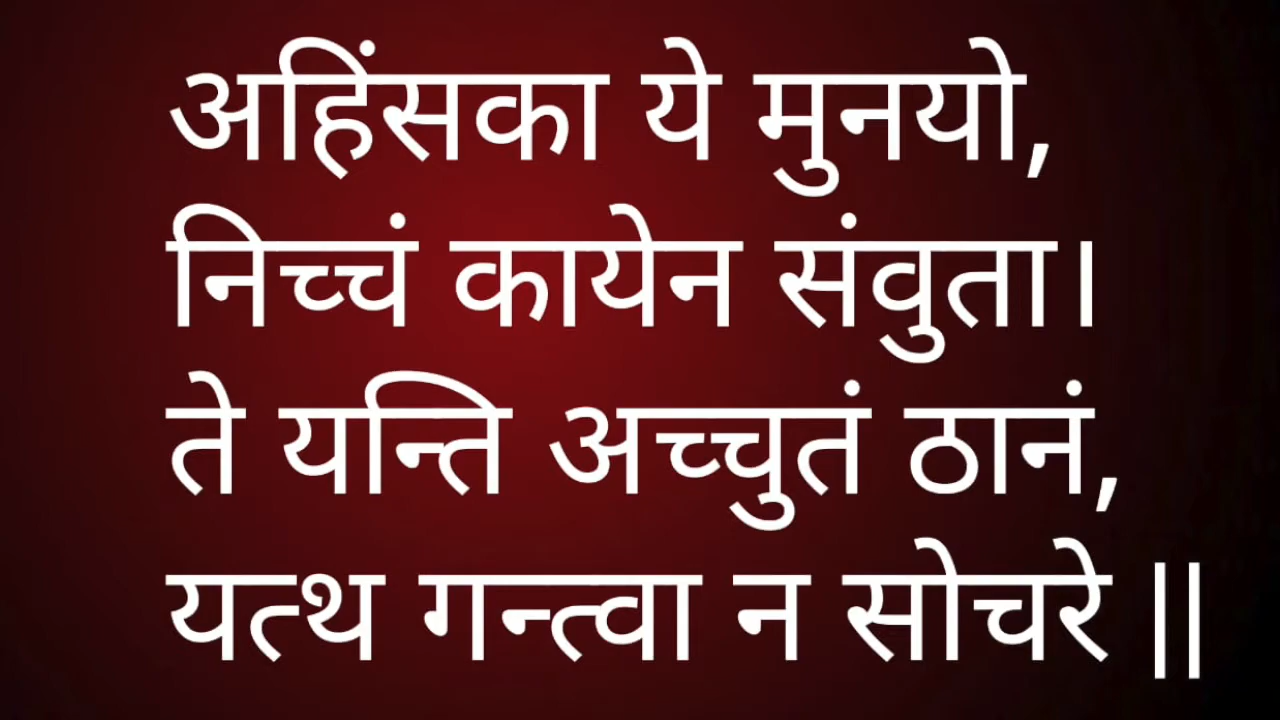 अहिंसका ये मुनयो,
निच्चं कायेन संवुता।
ते यन्ति अच्चुतं ठानं,
यत्थ गन्त्वा न सोचरे ||